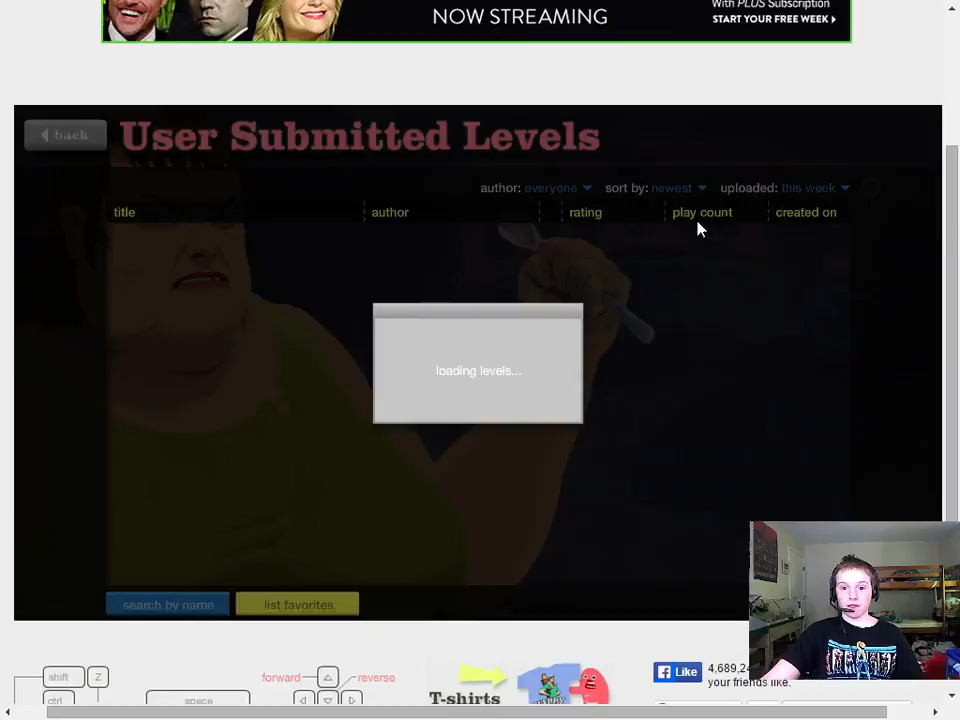 With PLUS Subscription
NOW STREAMING
START YOUR FREE WEEK
back
User Submitted Levels
author: everyone sort by: newest uploaded: this week
title author rating play count created on
loading levels...
search by name list favorites
shift Z
forward reverse
ctrl
space
T-shirts
Like
4,689,24
your friends like.